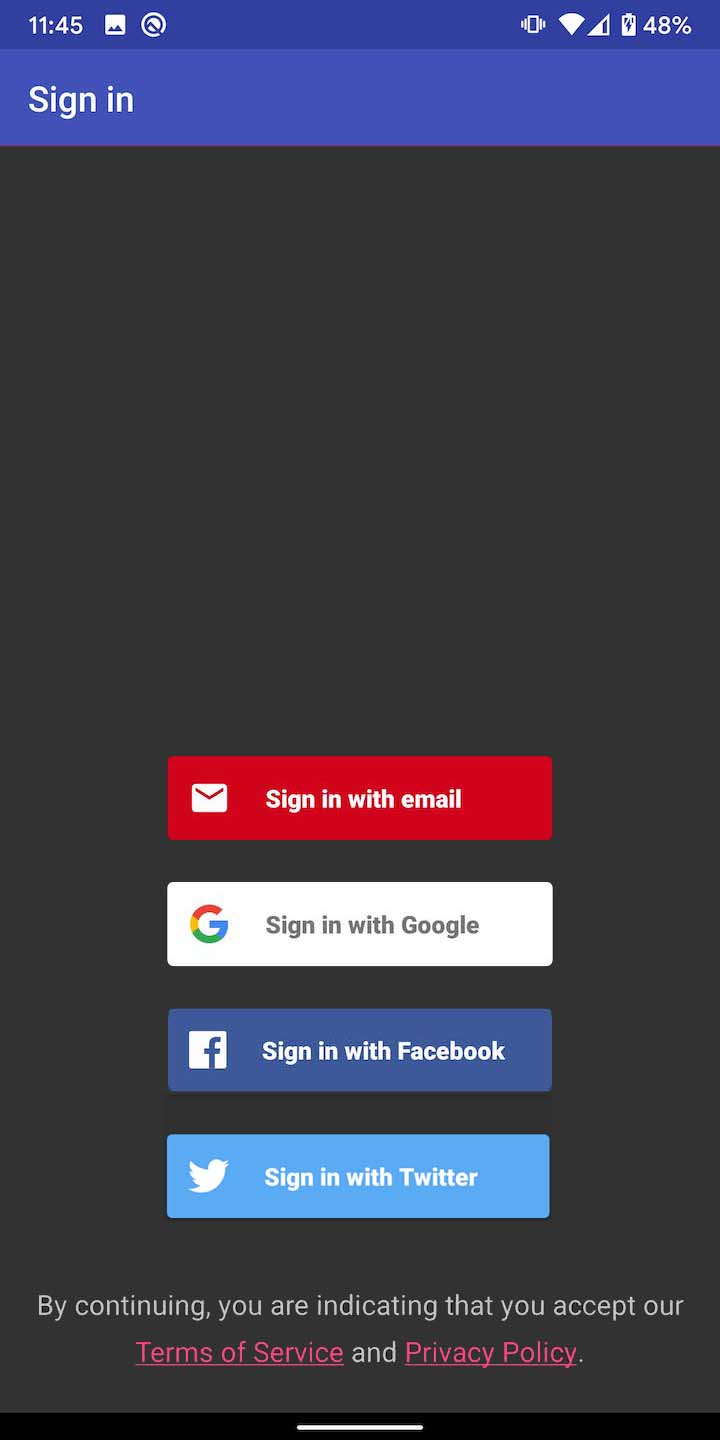 11:45 48%
Sign in
Sign in with email
Sign in with Google
Sign in with Facebook
Sign in with Twitter
By continuing, you are indicating that you accept our
Terms of Service and Privacy Policy.